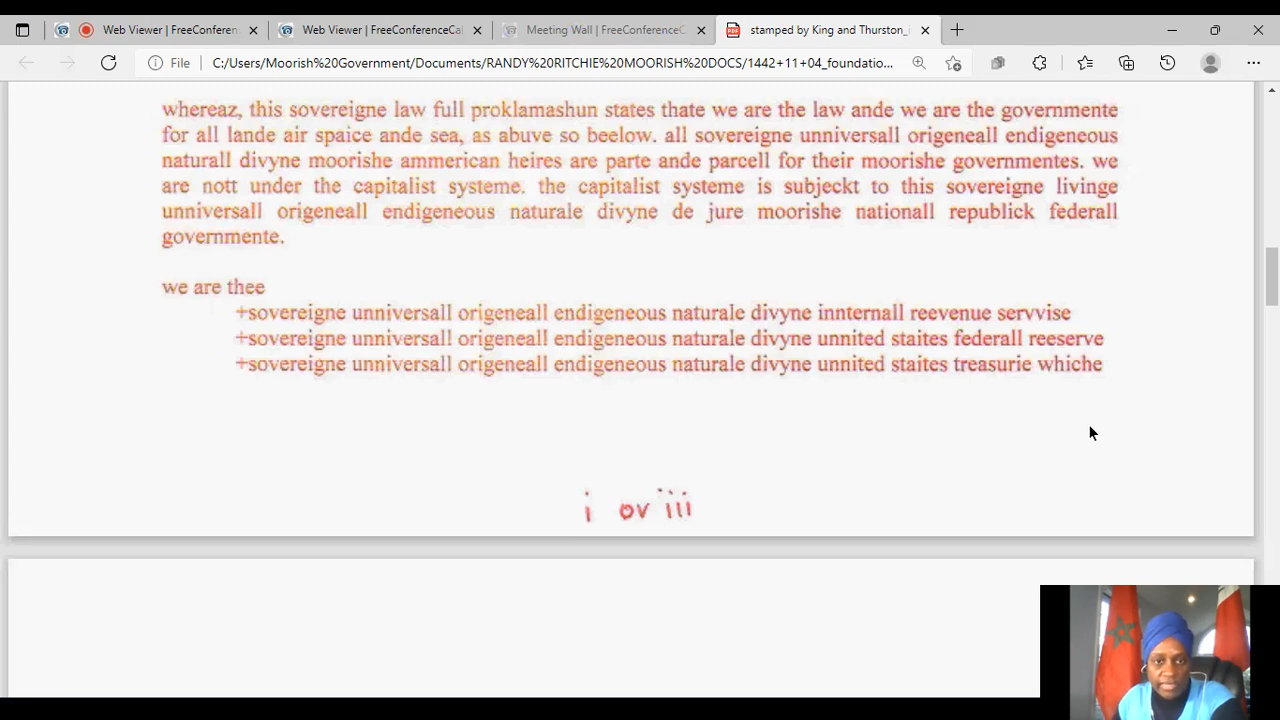 Web Viewer | FreeConferen
Web Viewer | FreeConferenceCal
Meeting Wall | FreeConferenceC
stamped by King and Thurston_
File
C:/Users/Moorish%20Government/Documents/RANDY%20RITCHIE%20MOORISH%20DOCS/1442+11+04_foundatio...
whereaz, this sovereigne law full proklamashun states thate we are the law ande we are the governmente
for all lande air spaice ande sea, as abuve so beelow. all sovereigne unniversall origeneall endigeneous
naturall divyne moorishe ammerican heires are parte ande parcell for their moorishe governmentes. we
are nott under the capitalist systeme. the capitalist systeme is subjeckt to this sovereigne livinge
unniversall origeneall endigeneous naturale divyne de jure moorishe nationall republick federall
governmente.
we are thee
+sovereigne unniversall origeneall endigeneous naturale divyne innternall reevenue servvise
+sovereigne unniversall origeneall endigeneous naturale divyne unnited staites federall reeserve
+sovereigne unniversall origeneall endigeneous naturale divyne unnited staites treasurie whiche
i ov iii